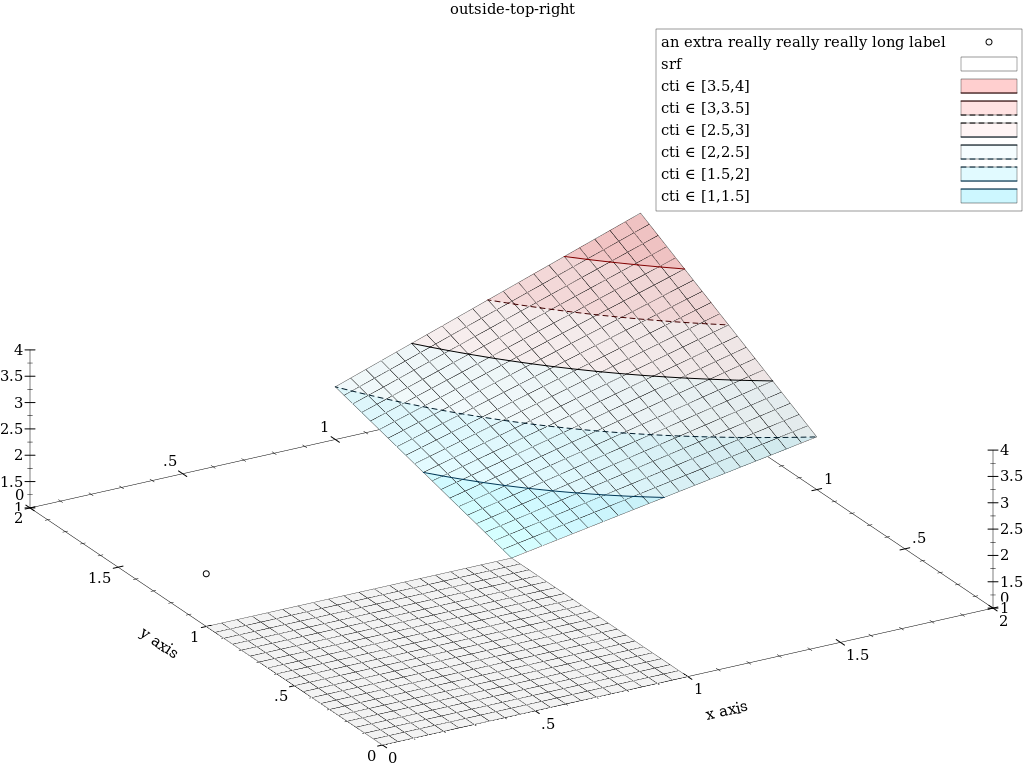 outside-top-right
an extra really really really long label
srf
cti ∈ [3.5,4]
cti ∈ [3,3.5]
cti ∈ [2.5,3]
cti ∈ [2,2.5]
cti ∈ [1.5,2]
cti ∈ [1,1.5]
4
3.5
3
2.5
2
1.5
1
0
.5
1
2
1.5
1
.5
0
y axis
0
.5
1
1.5
2
x axis
1
.5
0
4
3.5
3
2.5
2
1.5
1